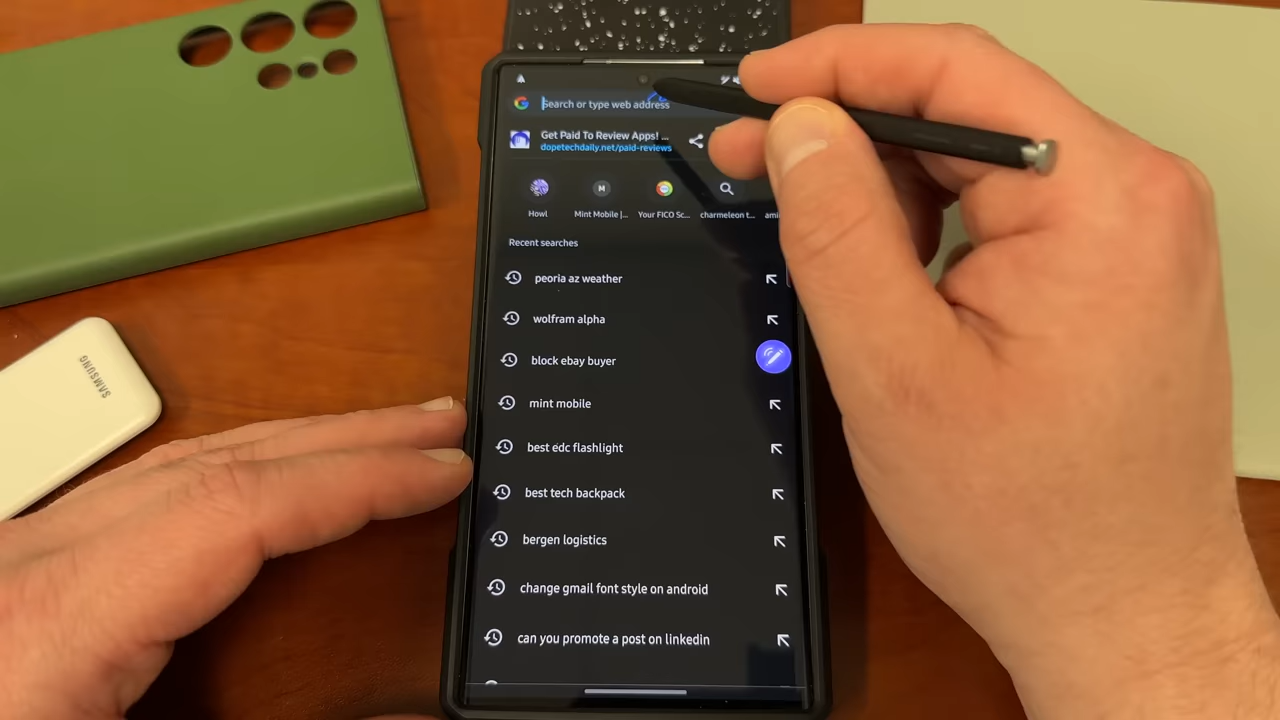 Search or type web address
Get Paid To Review Apps! ...
dopetechdaily.net/paid-reviews
Howl
Mint Mobile |...
Your FICO Sc...
charmeleon t...
ami
Recent searches
peoria az weather
wolfram alpha
block ebay buyer
mint mobile
best edc flashlight
best tech backpack
bergen logistics
change gmail font style on android
can you promote a post on linkedin
SAMSUNG
M